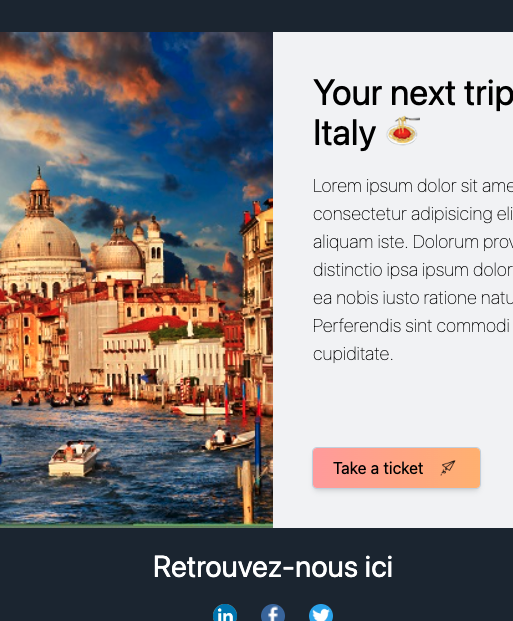 Your next trip
Italy
Lorem ipsum dolor sit ame
consectetur adipisicing eli
aliquam iste. Dolorum prov
distinctio ipsa ipsum dolor
ea nobis iusto ratione natu
Perferendis sint commodi
cupiditate.
Take a ticket
Retrouvez-nous ici
in f